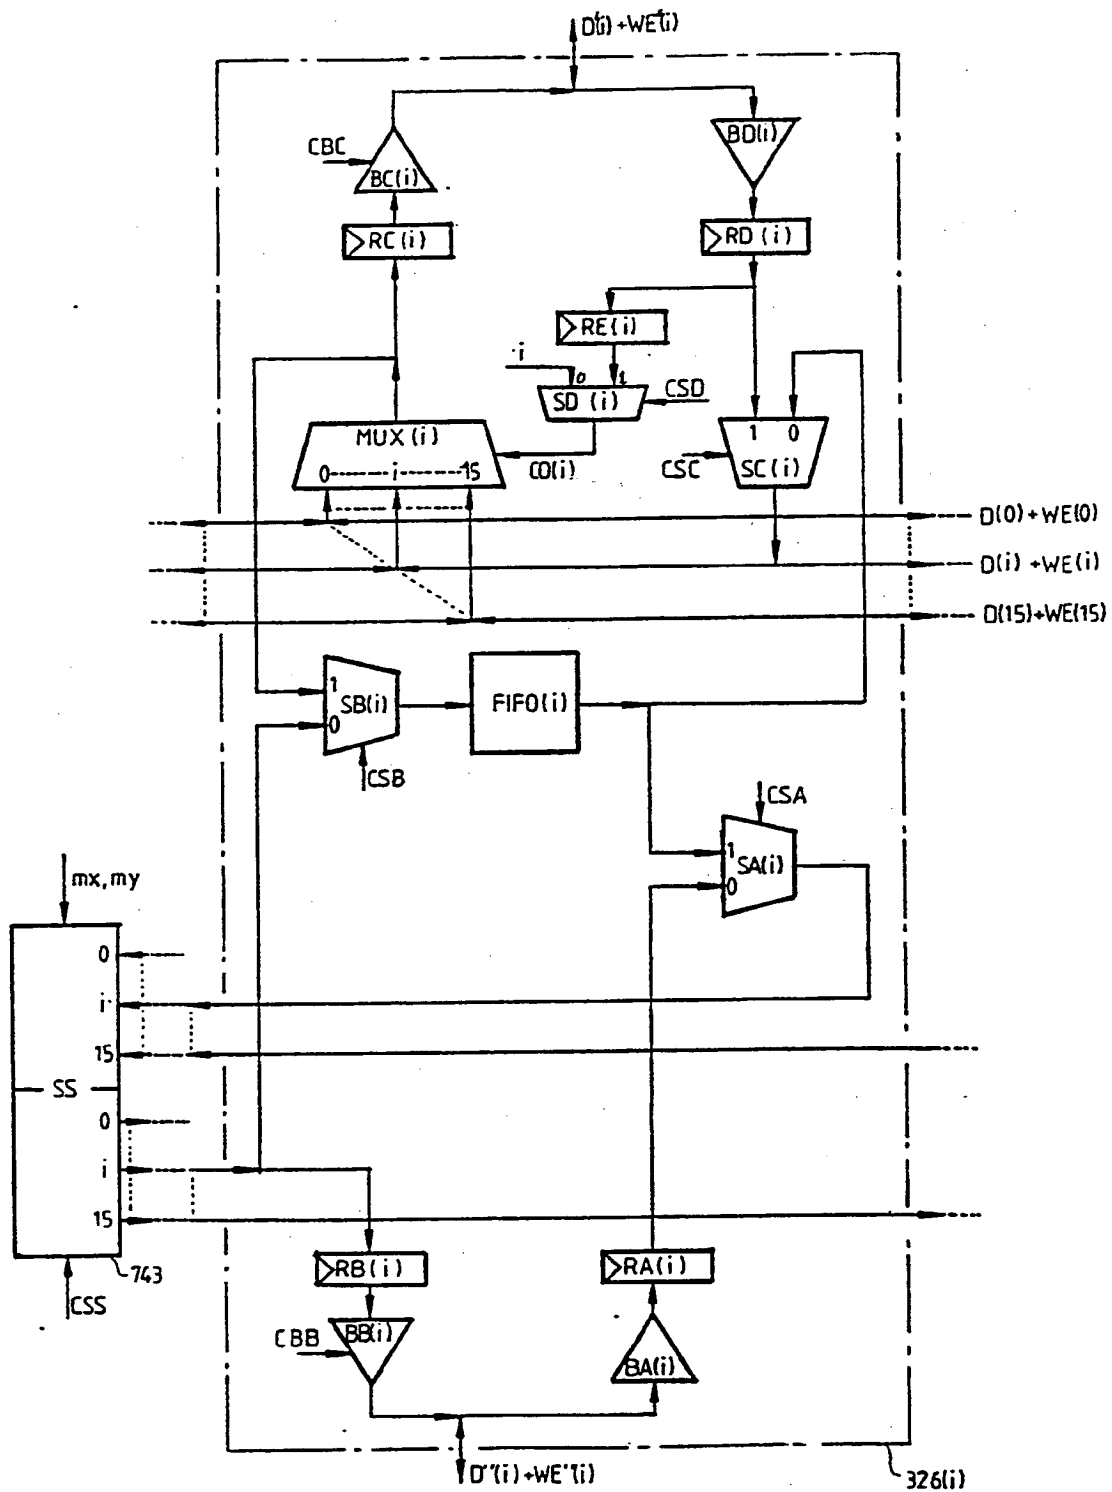 D'(i) + WE'(i)
CBC
BC(i)
BD(i)
RC(i)
RD(i)
RE(i)
i
0 1
SD(i)
CSD
MUX(i)
0 i 15
CO(i)
1 0
CSC
SC(i)
D(0) + WE(0)
D(i) + WE(i)
D(15) + WE(15)
1
SB(i)
0
FIFO(i)
CSB
CSA
1
SA(i)
0
mx, my
0
i
15
SS
0
i
15
743
CSS
RB(i)
RA(i)
CBB
BB(i)
BA(i)
D''(i) + WE''(i)
326(i)